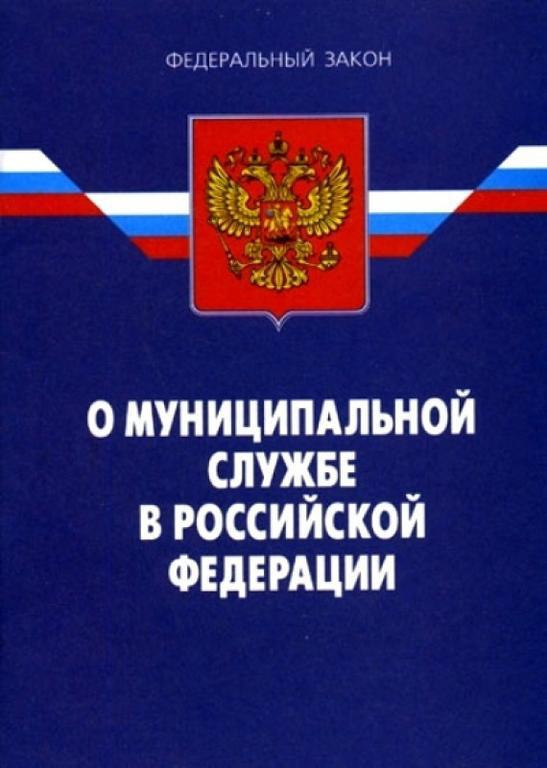 ФЕДЕРАЛЬНЫЙ ЗАКОН
О МУНИЦИПАЛЬНОЙ
СЛУЖБЕ
В РОССИЙСКОЙ
ФЕДЕРАЦИИ